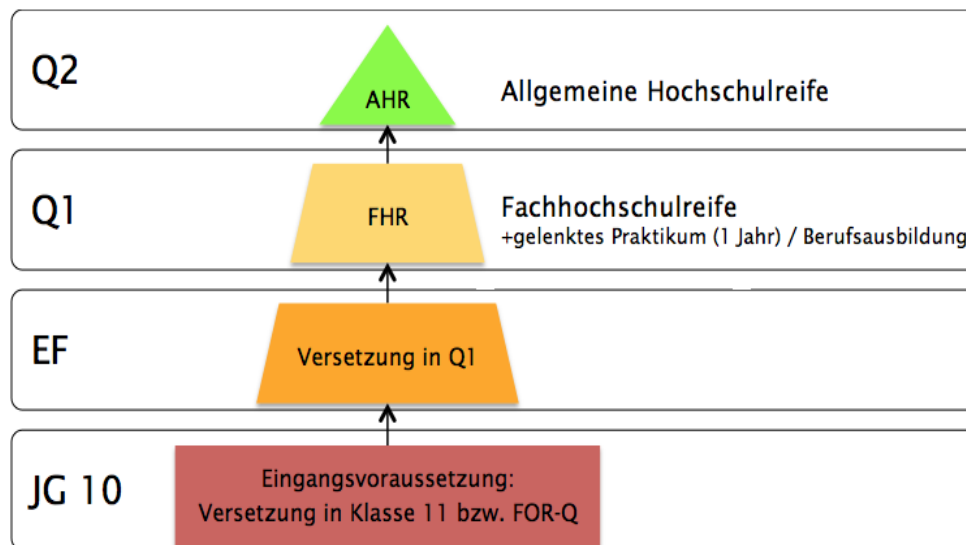 Q2
AHR
Allgemeine Hochschulreife
Q1
FHR
Fachhochschulreife
+gelenktes Praktikum (1 Jahr) / Berufsausbildung
EF
Versetzung in Q1
JG 10
Eingangsvoraussetzung:
Versetzung in Klasse 11 bzw. FOR-Q